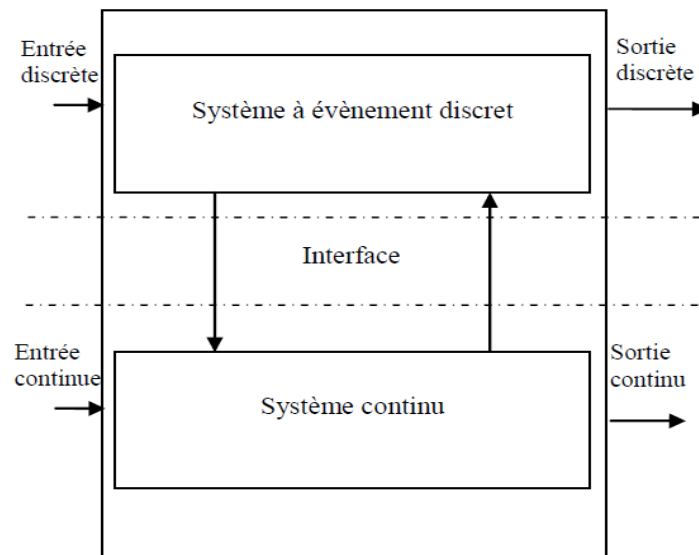 Entrée
discrète
Système à évènement discret
Sortie
discrète
Interface
Entrée
continue
Système continu
Sortie
continu